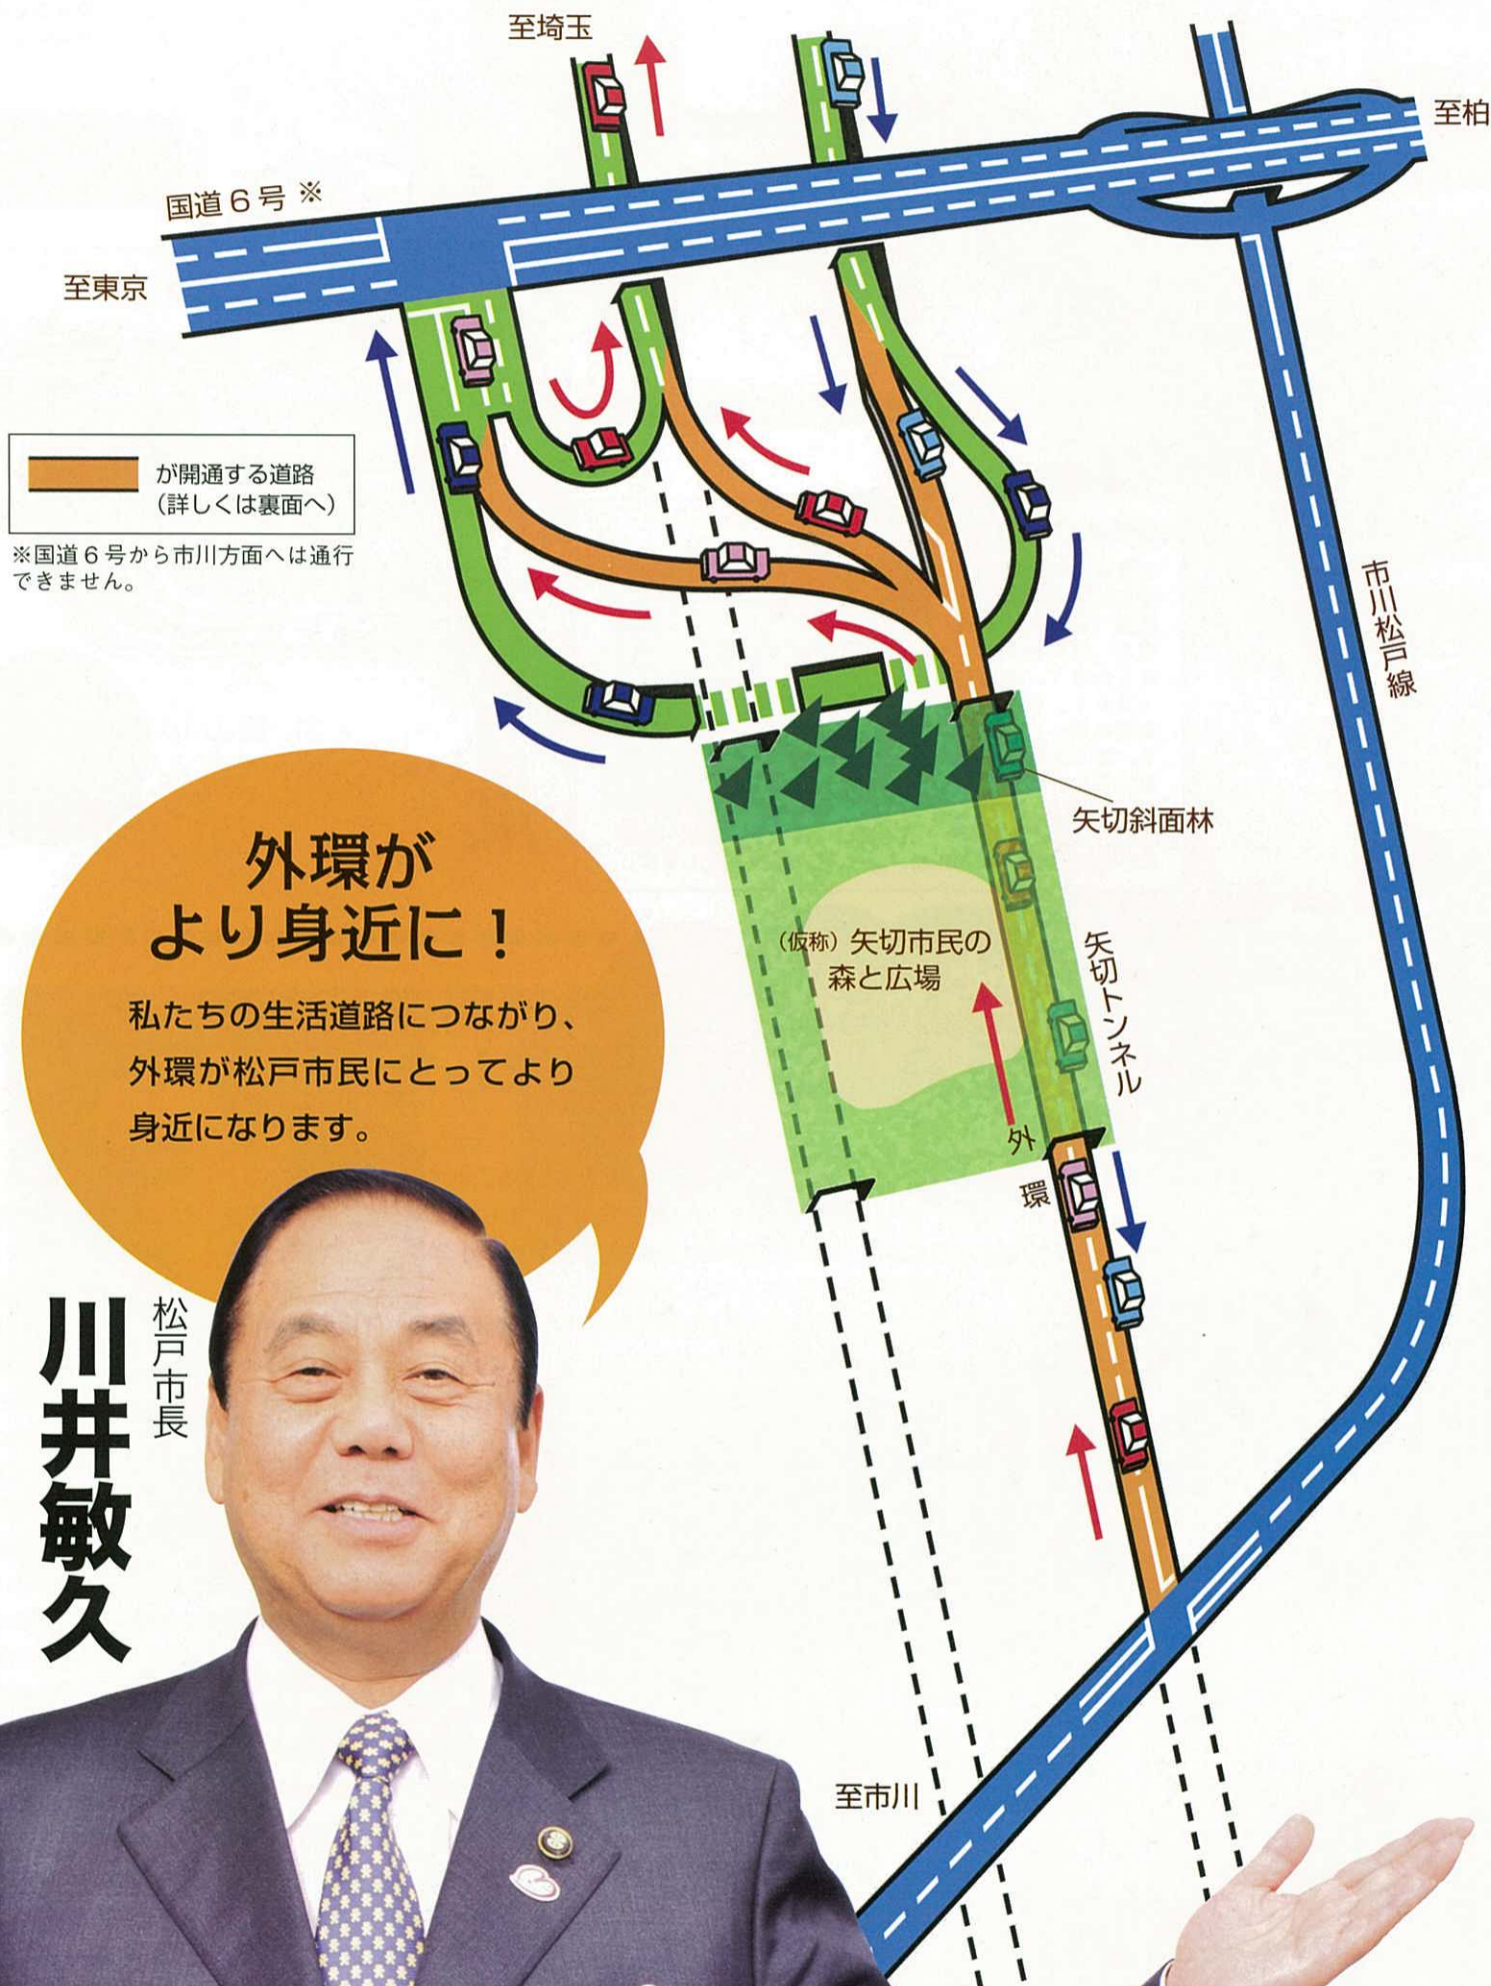 至埼玉
至柏
国道6号 ※
至東京
が開通する道路
(詳しくは裏面へ)
※国道6号から市川方面へは通行
できません。
市川松戸線
矢切斜面林
外環が
より身近に!
私たちの生活道路につながり、
外環が松戸市民にとってより
身近になります。
(仮称)矢切市民の
森と広場
矢切トンネル
外
環
松戸市長
川井敏久
至市川